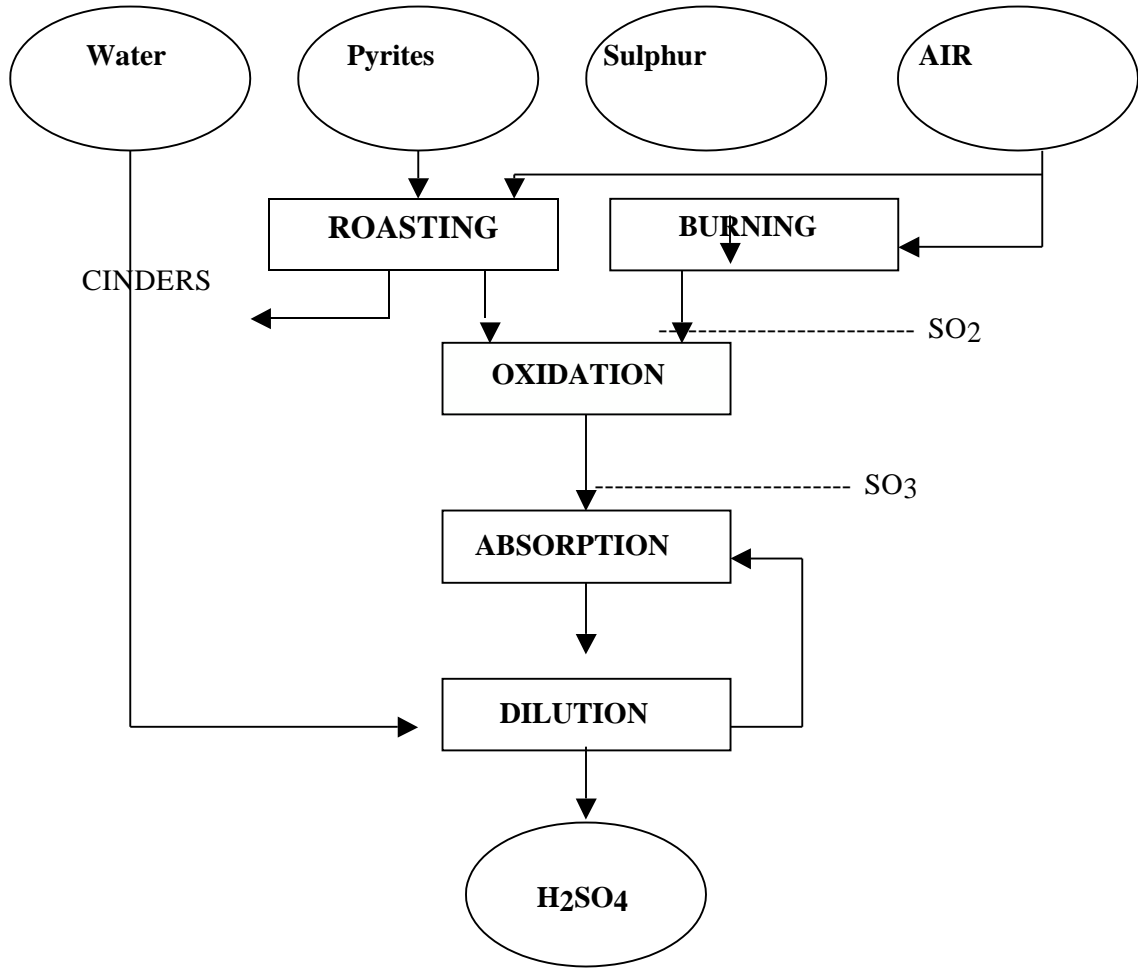 Water
Pyrites
Sulphur
AIR
ROASTING
BURNING
CINDERS
SO2
OXIDATION
SO3
ABSORPTION
DILUTION
H2SO4